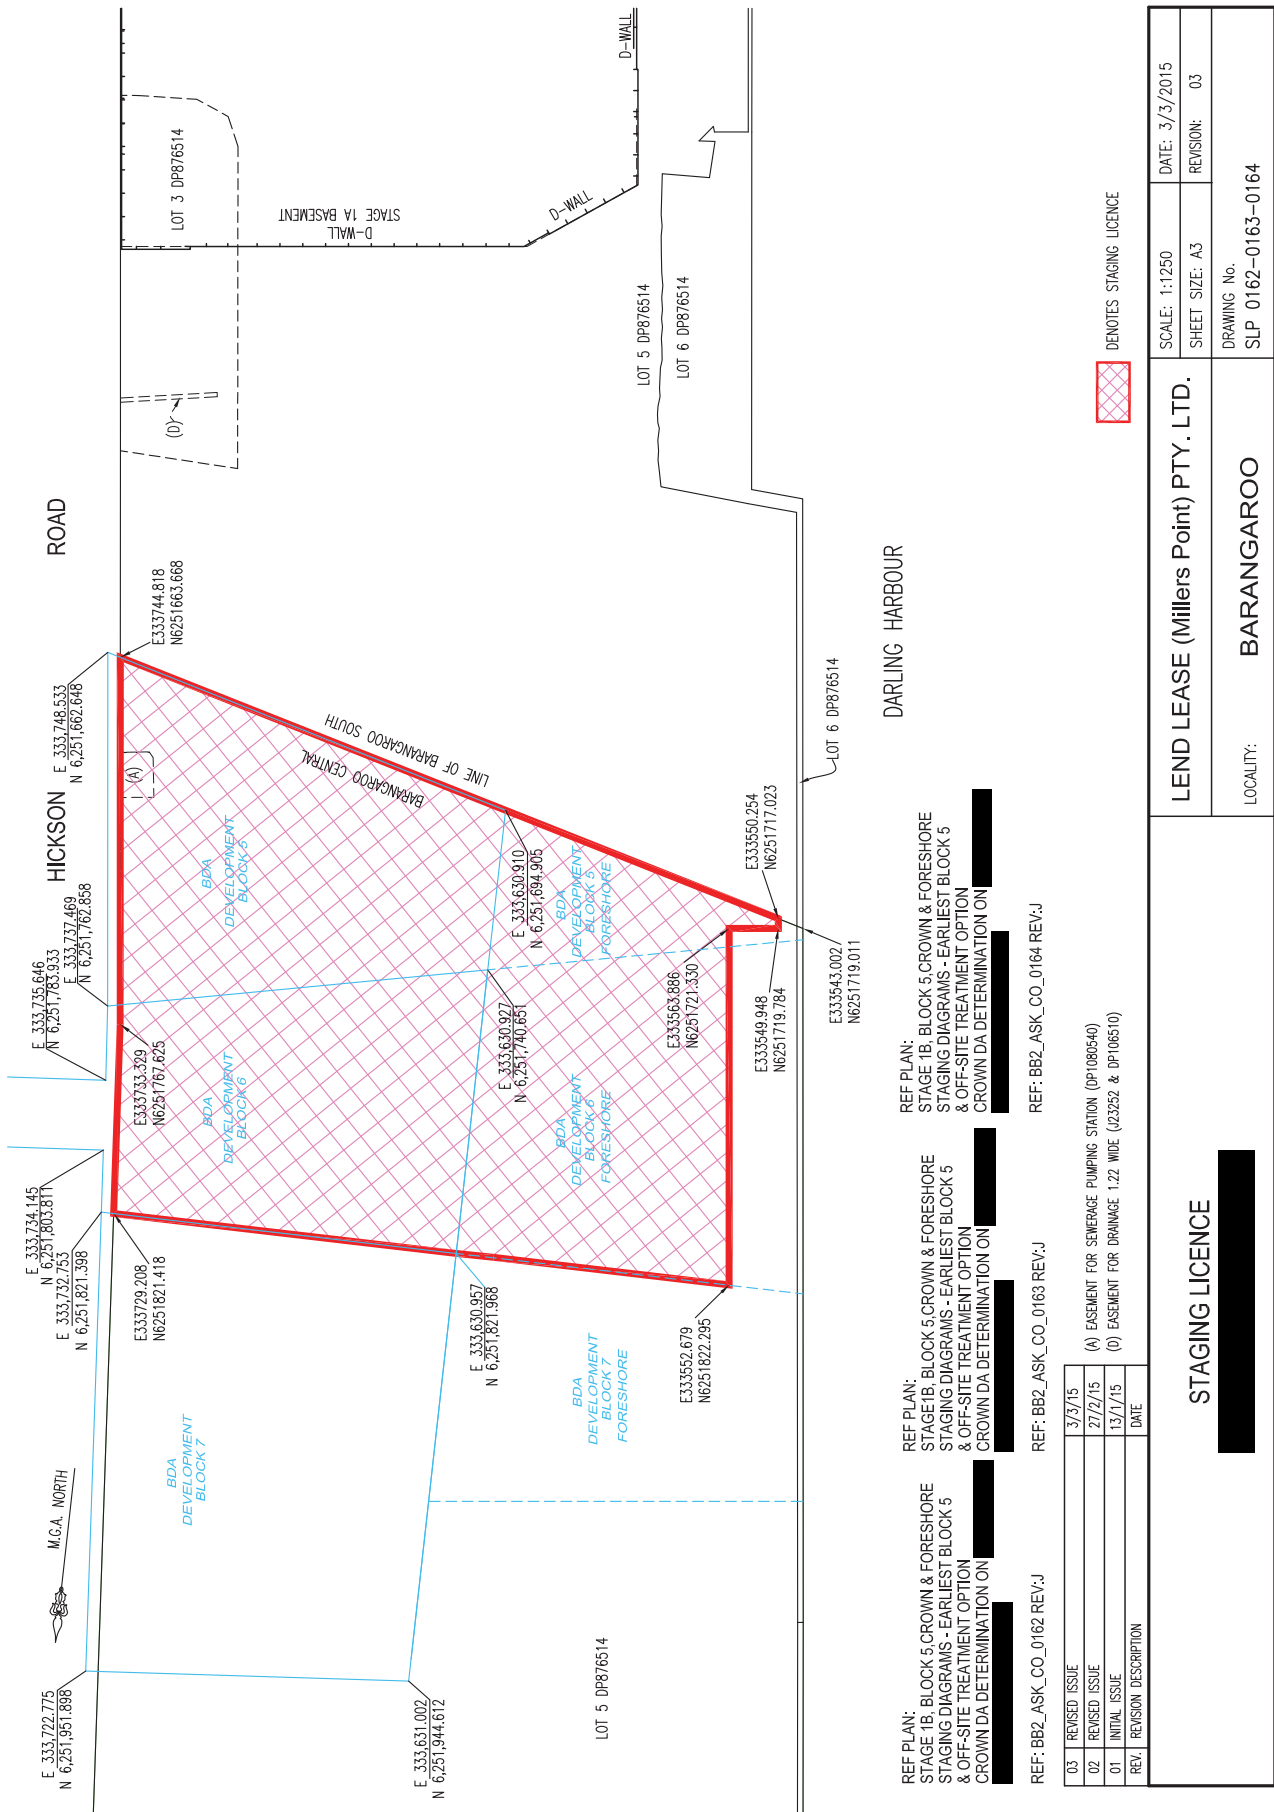 HICKSON
ROAD
M.G.A. NORTH
E 333,722.775
N 6,251,951.898
E 333,732.753
N 6,251,821.398
E 333,734.145
N 6,251,803.811
E 333,735.646
N 6,251,783.933
E 333,737.469
N 6,251,762.858
E 333,748.533
N 6,251,662.648
E333729.208
N6251821.418
E333733.329
N6251767.625
E333744.818
N6251663.668
LOT 3 DP876514
(A)
(D)
D-WALL
STAGE 1A BASEMENT
D-WALL
D-WALL
BDA
DEVELOPMENT
BLOCK 7
BDA
DEVELOPMENT
BLOCK 6
BDA
DEVELOPMENT
BLOCK 5
LINE OF BARANGAROO SOUTH
BARANGAROO CENTRAL
E 333,631.002
N 6,251,944.612
E 333,630.957
N 6,251,821.968
E 333,630.927
N 6,251,740.651
E 333,630.910
N 6,251,694.905
BDA
DEVELOPMENT
BLOCK 7
FORESHORE
BDA
DEVELOPMENT
BLOCK 6
FORESHORE
BDA
DEVELOPMENT
BLOCK 5
FORESHORE
LOT 5 DP876514
LOT 5 DP876514
LOT 6 DP876514
E333552.679
N6251822.295
E333563.886
N6251721.330
E333549.948
N6251719.784
E333550.254
N6251717.023
E333543.002
N6251719.011
LOT 6 DP876514
DARLING HARBOUR
REF PLAN:
STAGE 1B, BLOCK 5,CROWN & FORESHORE
STAGING DIAGRAMS - EARLIEST BLOCK 5
& OFF-SITE TREATMENT OPTION
CROWN DA DETERMINATION ON
REF: BB2_ASK_CO_0162 REV:J
REF PLAN:
STAGE1B, BLOCK 5,CROWN & FORESHORE
STAGING DIAGRAMS - EARLIEST BLOCK 5
& OFF-SITE TREATMENT OPTION
CROWN DA DETERMINATION ON
REF: BB2_ASK_CO_0163 REV:J
REF PLAN:
STAGE 1B, BLOCK 5,CROWN & FORESHORE
STAGING DIAGRAMS - EARLIEST BLOCK 5
& OFF-SITE TREATMENT OPTION
CROWN DA DETERMINATION ON
REF: BB2_ASK_CO_0164 REV:J
DENOTES STAGING LICENCE
(A) EASEMENT FOR SEWERAGE PUMPING STATION (DP1080540)
(D) EASEMENT FOR DRAINAGE 1.22 WIDE (J23252 & DP106510)
03 REVISED ISSUE 3/3/15
02 REVISED ISSUE 27/2/15
01 INITIAL ISSUE 13/1/15
REV. REVISION DESCRIPTION DATE
STAGING LICENCE
LEND LEASE (Millers Point) PTY. LTD.
LOCALITY: BARANGAROO
SCALE: 1:1250
DATE: 3/3/2015
SHEET SIZE: A3
REVISION: 03
DRAWING No.
SLP 0162-0163-0164